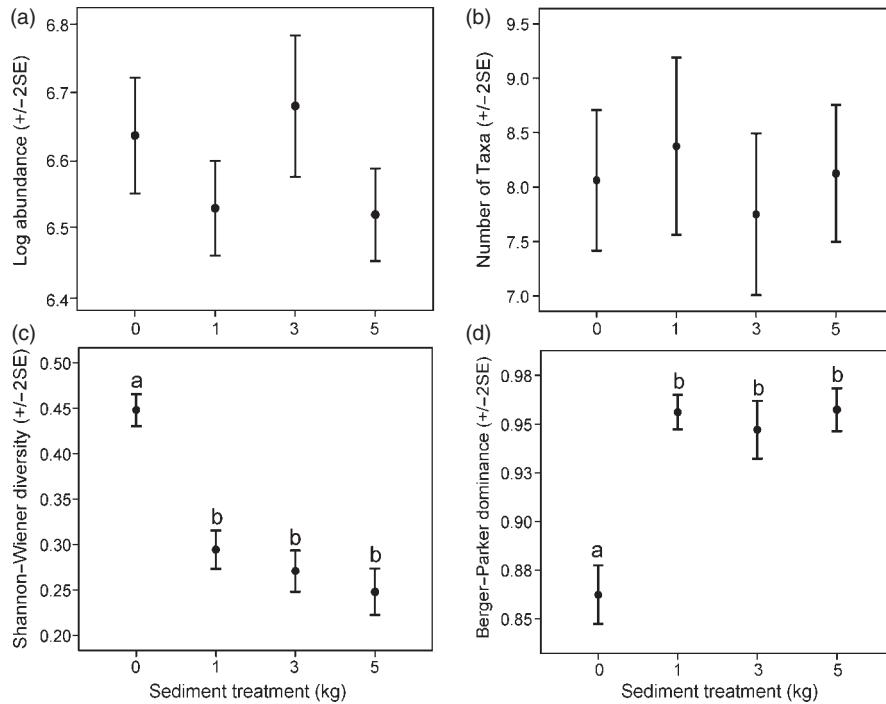 (a)
Log abundance (+/−2SE)
6.8
6.7
6.6
6.5
6.4
0 1 3 5
(b)
Number of Taxa (+/−2SE)
9.5
9.0
8.5
8.0
7.5
7.0
0 1 3 5
(c)
Shannon−Wiener diversity (+/−2SE)
0.50
0.45
0.40
0.35
0.30
0.25
0.20
a
b
b
b
0 1 3 5
Sediment treatment (kg)
(d)
Berger−Parker dominance (+/−2SE)
0.98
0.95
0.93
0.90
0.88
0.85
a
b
b
b
0 1 3 5
Sediment treatment (kg)